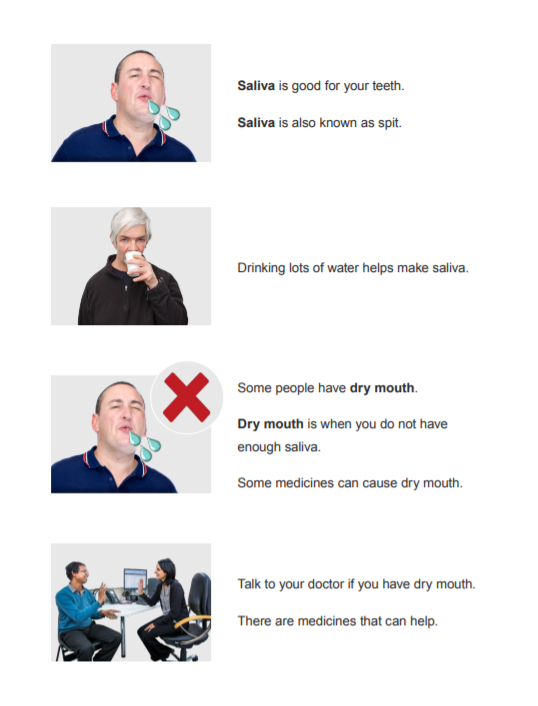 Saliva is good for your teeth.
Saliva is also known as spit.
Drinking lots of water helps make saliva.
Some people have dry mouth.
Dry mouth is when you do not have
enough saliva.
Some medicines can cause dry mouth.
Talk to your doctor if you have dry mouth.
There are medicines that can help.